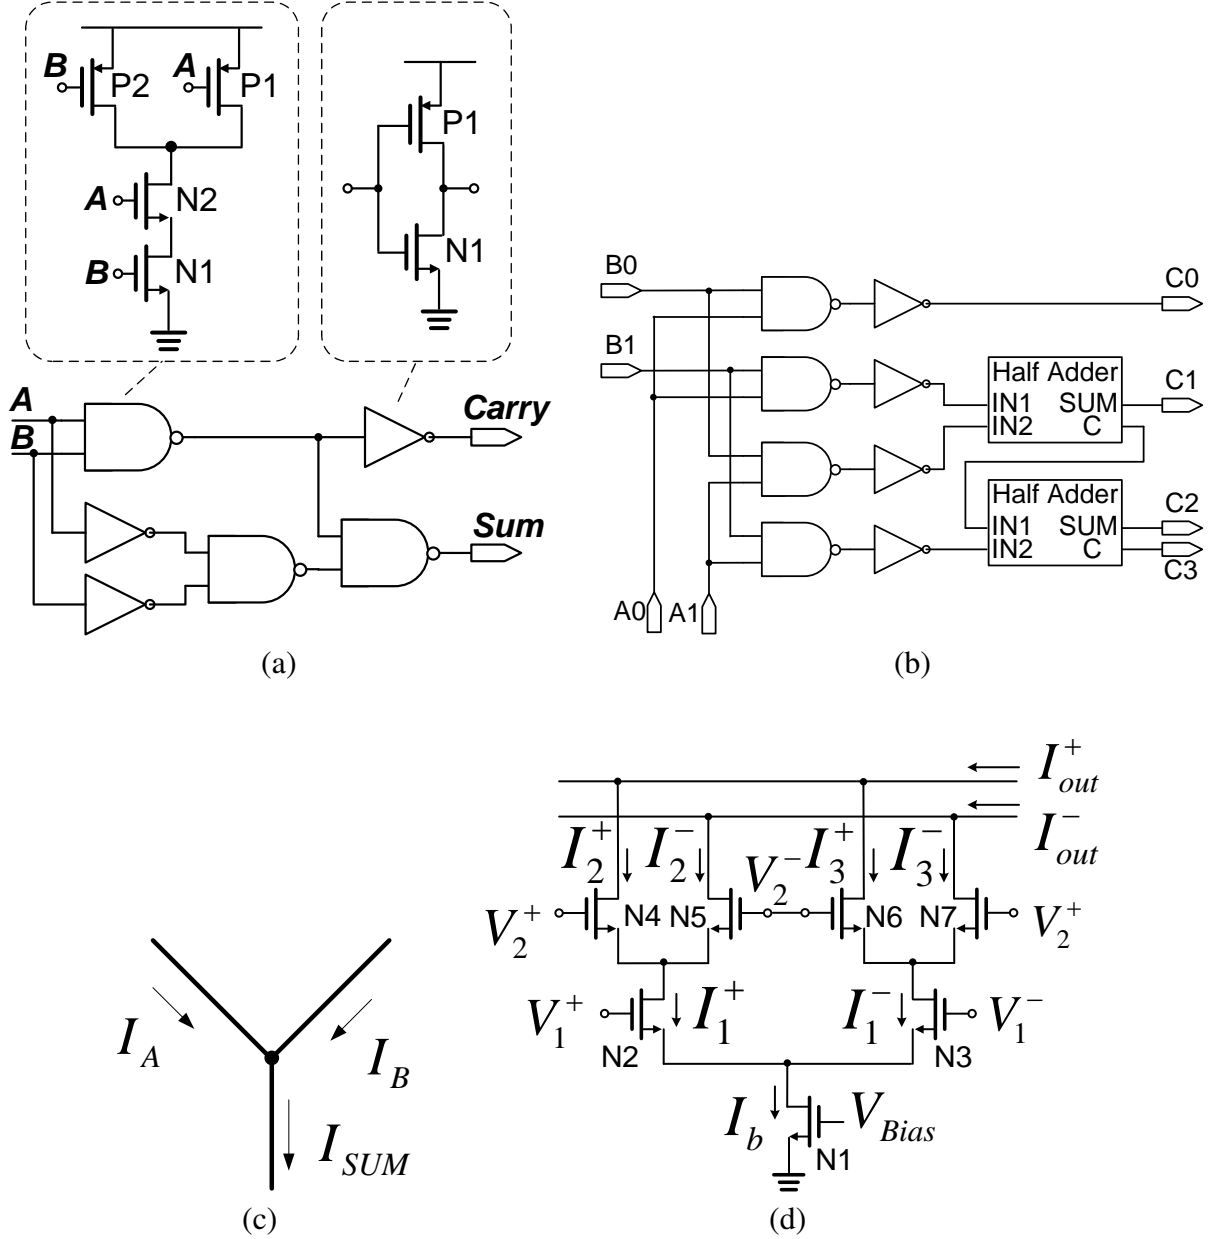 B P2 A P1
A N2
B N1
P1
N1
A
B
Carry
Sum
(a)
B0
B1
C0
Half Adder
IN1 SUM
IN2 C
C1
Half Adder
IN1 SUM
IN2 C
C2
C3
A0 A1
(b)
I_A
I_B
I_SUM
(c)
I_out^+
I_out^-
I_2^+ I_2^- V_2^- I_3^+ I_3^-
V_2^+ N4 N5 N6 N7 V_2^+
V_1^+ I_1^+ I_1^- V_1^-
N2 N3
I_b V_Bias
N1
(d)